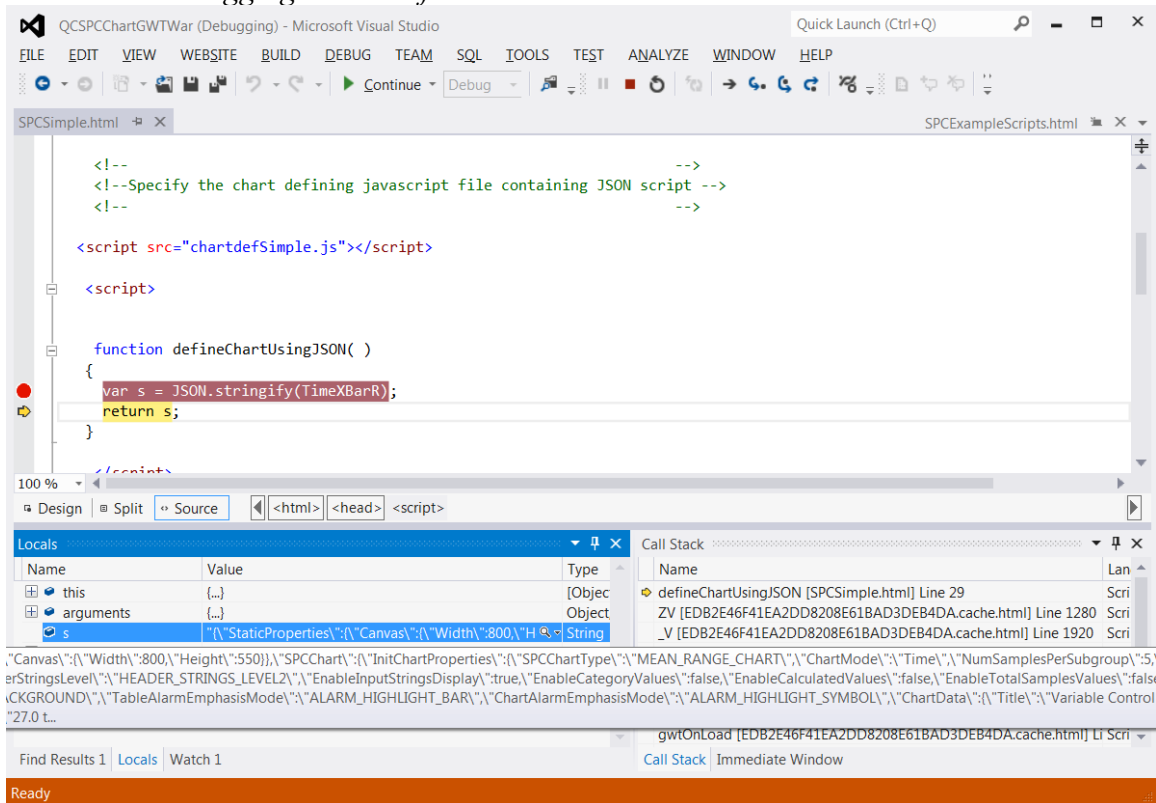 QCSPCChartGWTWar (Debugging) - Microsoft Visual Studio
Quick Launch (Ctrl+Q)
FILE EDIT VIEW WEBSITE BUILD DEBUG TEAM SQL TOOLS TEST ANALYZE WINDOW HELP
Continue Debug
SPCSimple.html
SPCExampleScripts.html
<!-- -->
<!--Specify the chart defining javascript file containing JSON script -->
<!-- -->
<script src="chartdefSimple.js"></script>
<script>
function defineChartUsingJSON( )
{
var s = JSON.stringify(TimeXBarR);
return s;
}
</script>
100 %
Design Split Source <html> <head> <script>
Locals
Name Value Type
this {...} [Objec
arguments {...} Object
s "{\"StaticProperties\":{\"Canvas\":{\"Width\":800,\"H String
Call Stack
Name Lan
defineChartUsingJSON [SPCSimple.html] Line 29 Scri
ZV [EDB2E46F41EA2DD8208E61BAD3DEB4DA.cache.html] Line 1280 Scri
_V [EDB2E46F41EA2DD8208E61BAD3DEB4DA.cache.html] Line 1920 Scri
\"Canvas\":{\"Width\":800,\"Height\":550}},\"SPCChart\":{\"InitChartProperties\":{\"SPCChartType\":\"MEAN_RANGE_CHART\",\"ChartMode\":\"Time\",\"NumSamplesPerSubgroup\":5,\"
erStringsLevel\":\"HEADER_STRINGS_LEVEL2\",\"EnableInputStringsDisplay\":true,\"EnableCategoryValues\":false,\"EnableCalculatedValues\":false,\"EnableTotalSamplesValues\":false
CKGROUND\",\"TableAlarmEmphasisMode\":\"ALARM_HIGHLIGHT_BAR\",\"ChartAlarmEmphasisMode\":\"ALARM_HIGHLIGHT_SYMBOL\",\"ChartData\":{\"Title\":\"Variable Control
"27.0 t...
gwtOnLoad [EDB2E46F41EA2DD8208E61BAD3DEB4DA.cache.html] Li Scri
Find Results 1 Locals Watch 1
Call Stack Immediate Window
Ready